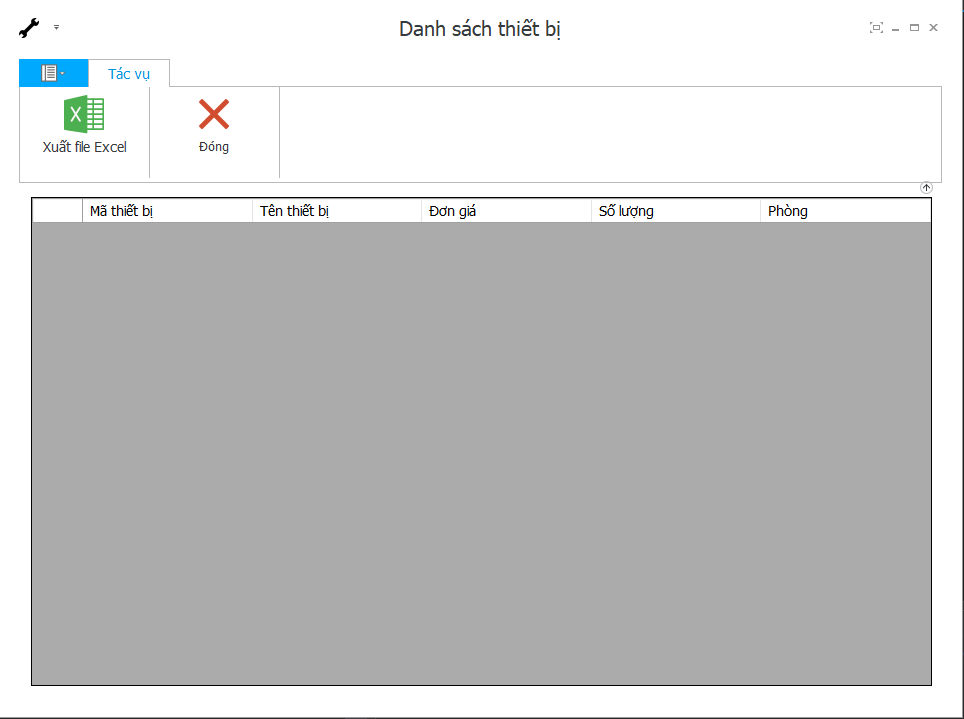 Danh sách thiết bị
Tác vụ
X
Xuất file Excel
Đóng
Mã thiết bị
Tên thiết bị
Đơn giá
Số lượng
Phòng